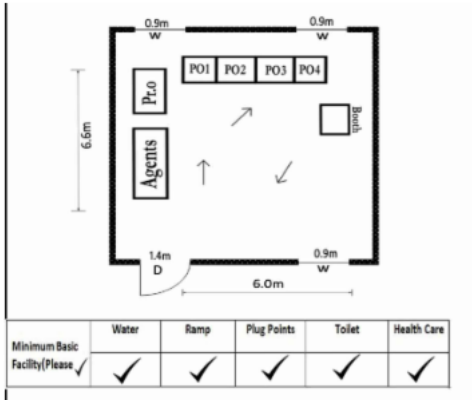 0.9m 0.9m
W W
PO1 PO2 PO3 PO4
Pr.o
Booth
6.6m
Agents
1.4m 0.9m
D W
6.0m
Water Ramp Plug Points Toilet Health Care
Minimum Basic
Facility(Please ✓ ✓ ✓ ✓ ✓ ✓